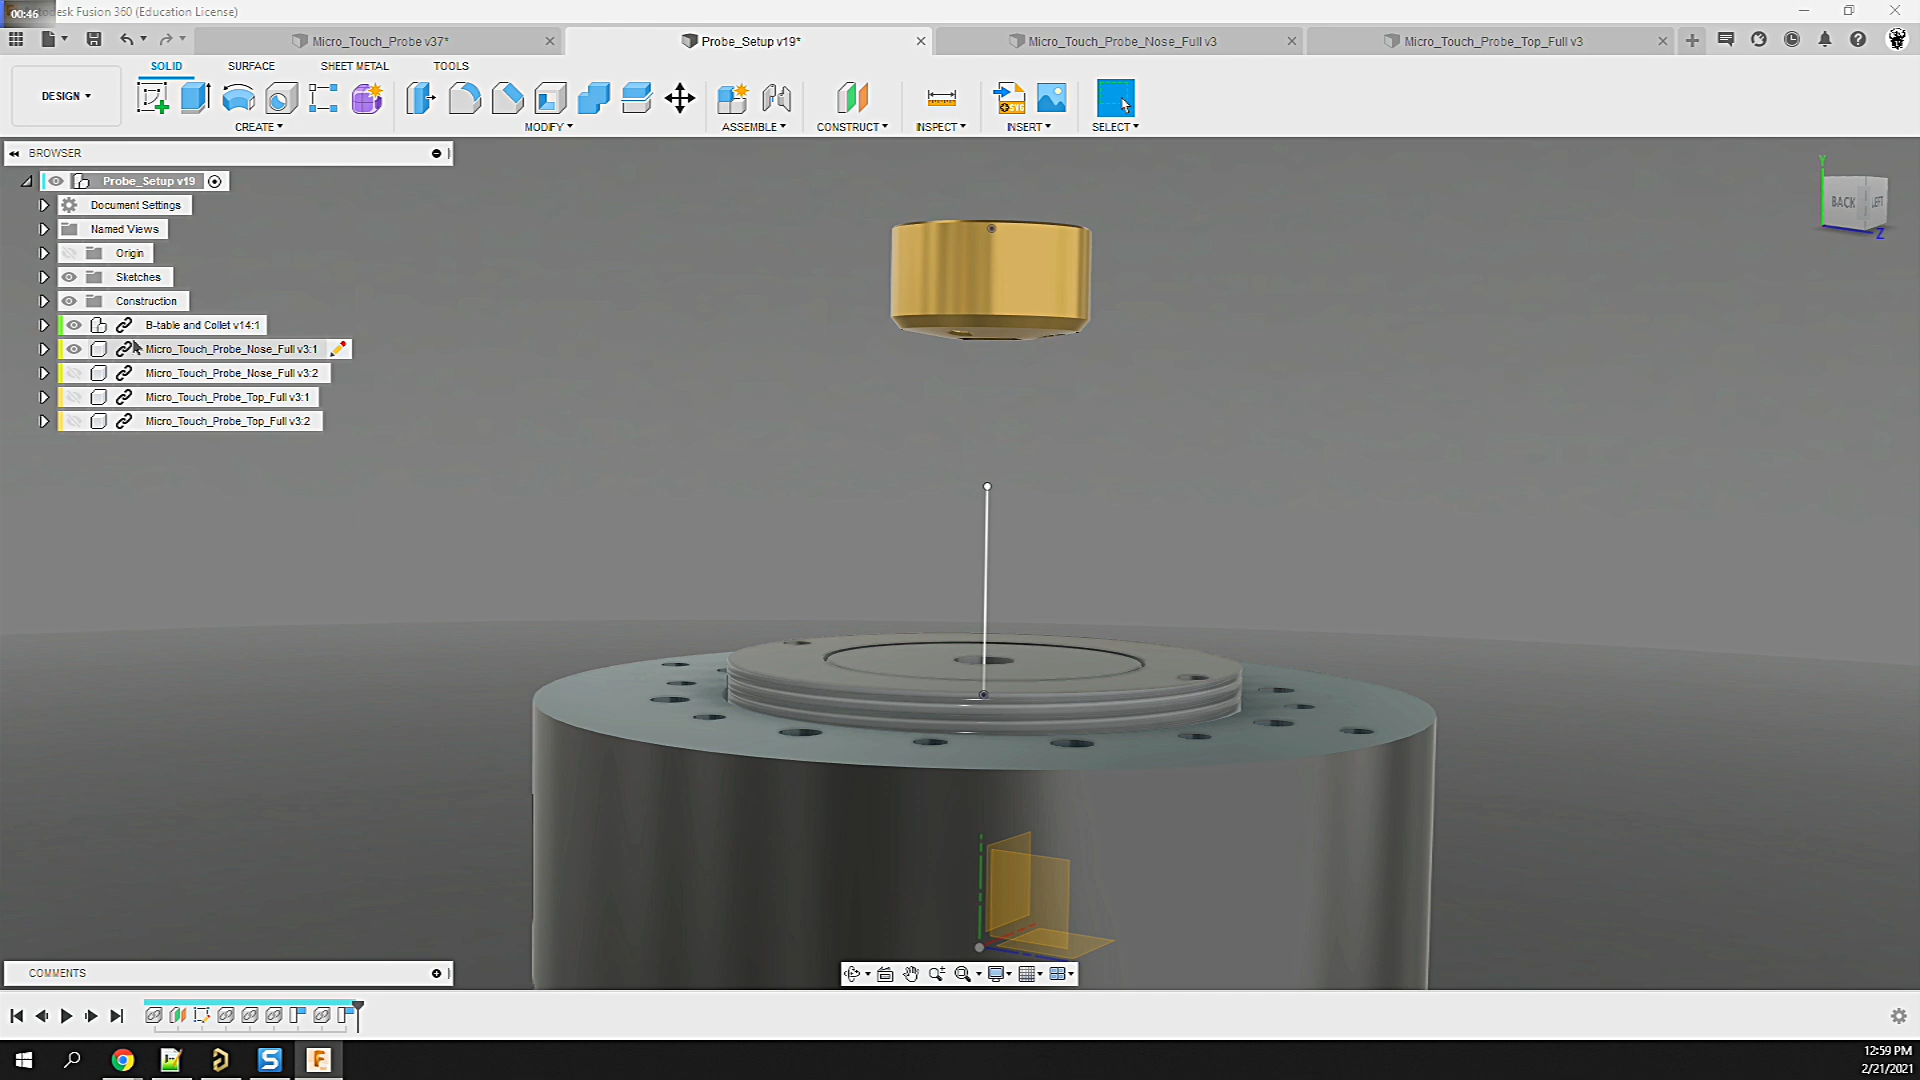 00:46
desk Fusion 360 (Education License)
Micro_Touch_Probe v37*
Probe_Setup v19*
Micro_Touch_Probe_Nose_Full v3
Micro_Touch_Probe_Top_Full v3
SOLID
SURFACE
SHEET METAL
TOOLS
DESIGN
CREATE
MODIFY
ASSEMBLE
CONSTRUCT
INSPECT
INSERT
SELECT
SVG
BROWSER
Probe_Setup v19
Document Settings
Named Views
Origin
Sketches
Construction
B-table and Collet v14:1
Micro_Touch_Probe_Nose_Full v3:1
Micro_Touch_Probe_Nose_Full v3:2
Micro_Touch_Probe_Top_Full v3:1
Micro_Touch_Probe_Top_Full v3:2
Y
BACK
LEFT
Z
COMMENTS
12:59 PM
2/21/2021